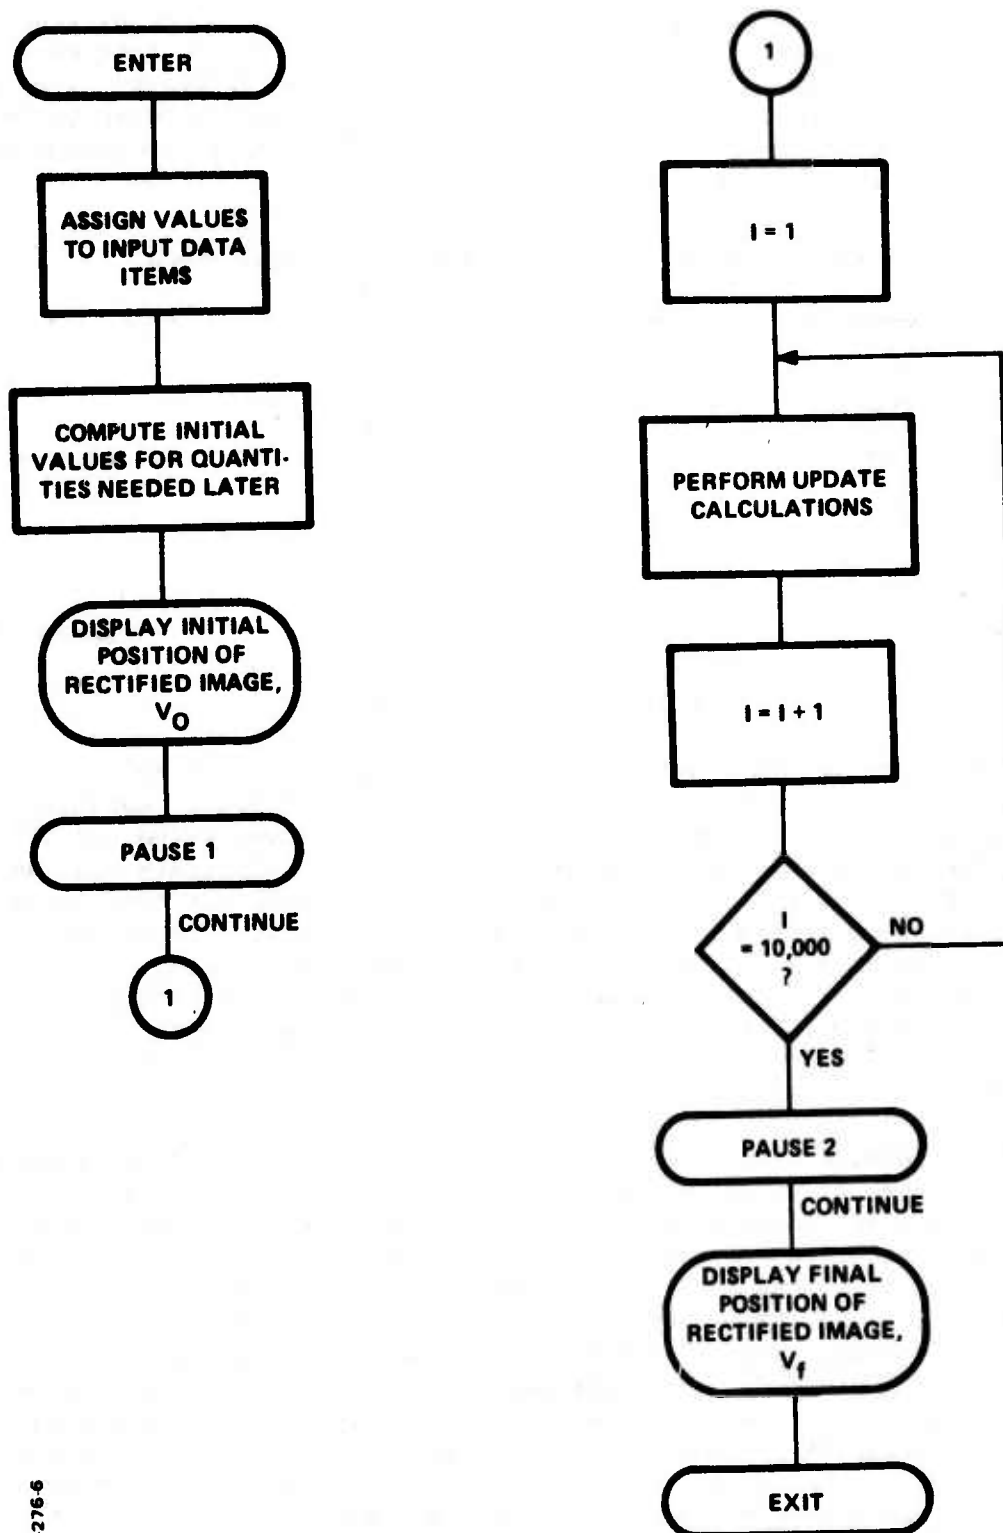 ENTER
ASSIGN VALUES
TO INPUT DATA
ITEMS
COMPUTE INITIAL
VALUES FOR QUANTI-
TIES NEEDED LATER
DISPLAY INITIAL
POSITION OF
RECTIFIED IMAGE,
VO
PAUSE 1
CONTINUE
1
1
I = 1
PERFORM UPDATE
CALCULATIONS
I = I + 1
I
= 10,000
?
NO
YES
PAUSE 2
CONTINUE
DISPLAY FINAL
POSITION OF
RECTIFIED IMAGE,
Vf
EXIT
276-6